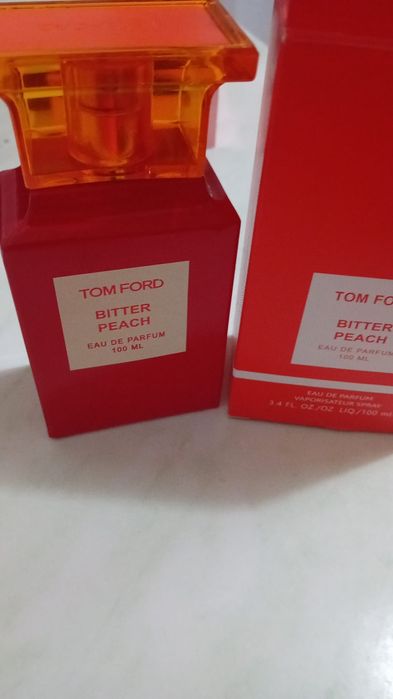 TOM FORD
BITTER
PEACH
EAU DE PARFUM
100 ML
TOM FO
BITTER
PEACH
EAU DE PARFUM
100 ML
EAU DE PARFUM
VAPORISATEUR SPRAY
3.4 FL. OZ./OZ LIQ./100 ml